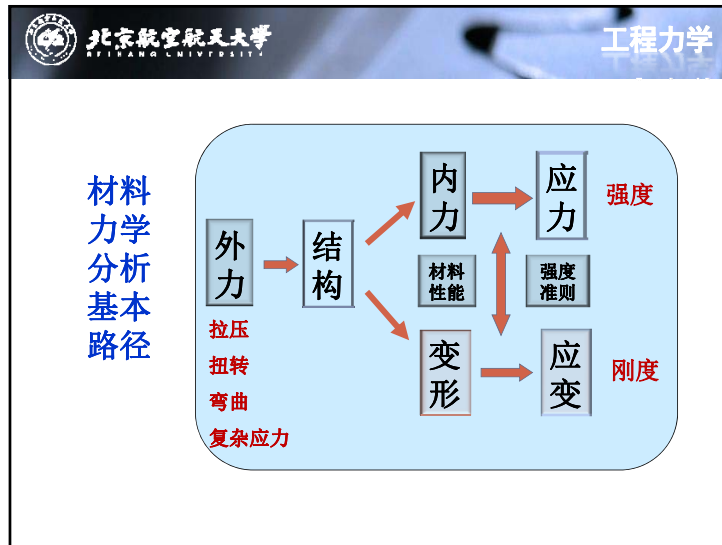 北京航空航天大学
BEIHANG UNIVERSITY
工程力学
材料
力学
分析
基本
路径
外力
结构
内力
应力
强度
材料
性能
强度
准则
变形
应变
刚度
拉压
扭转
弯曲
复杂应力